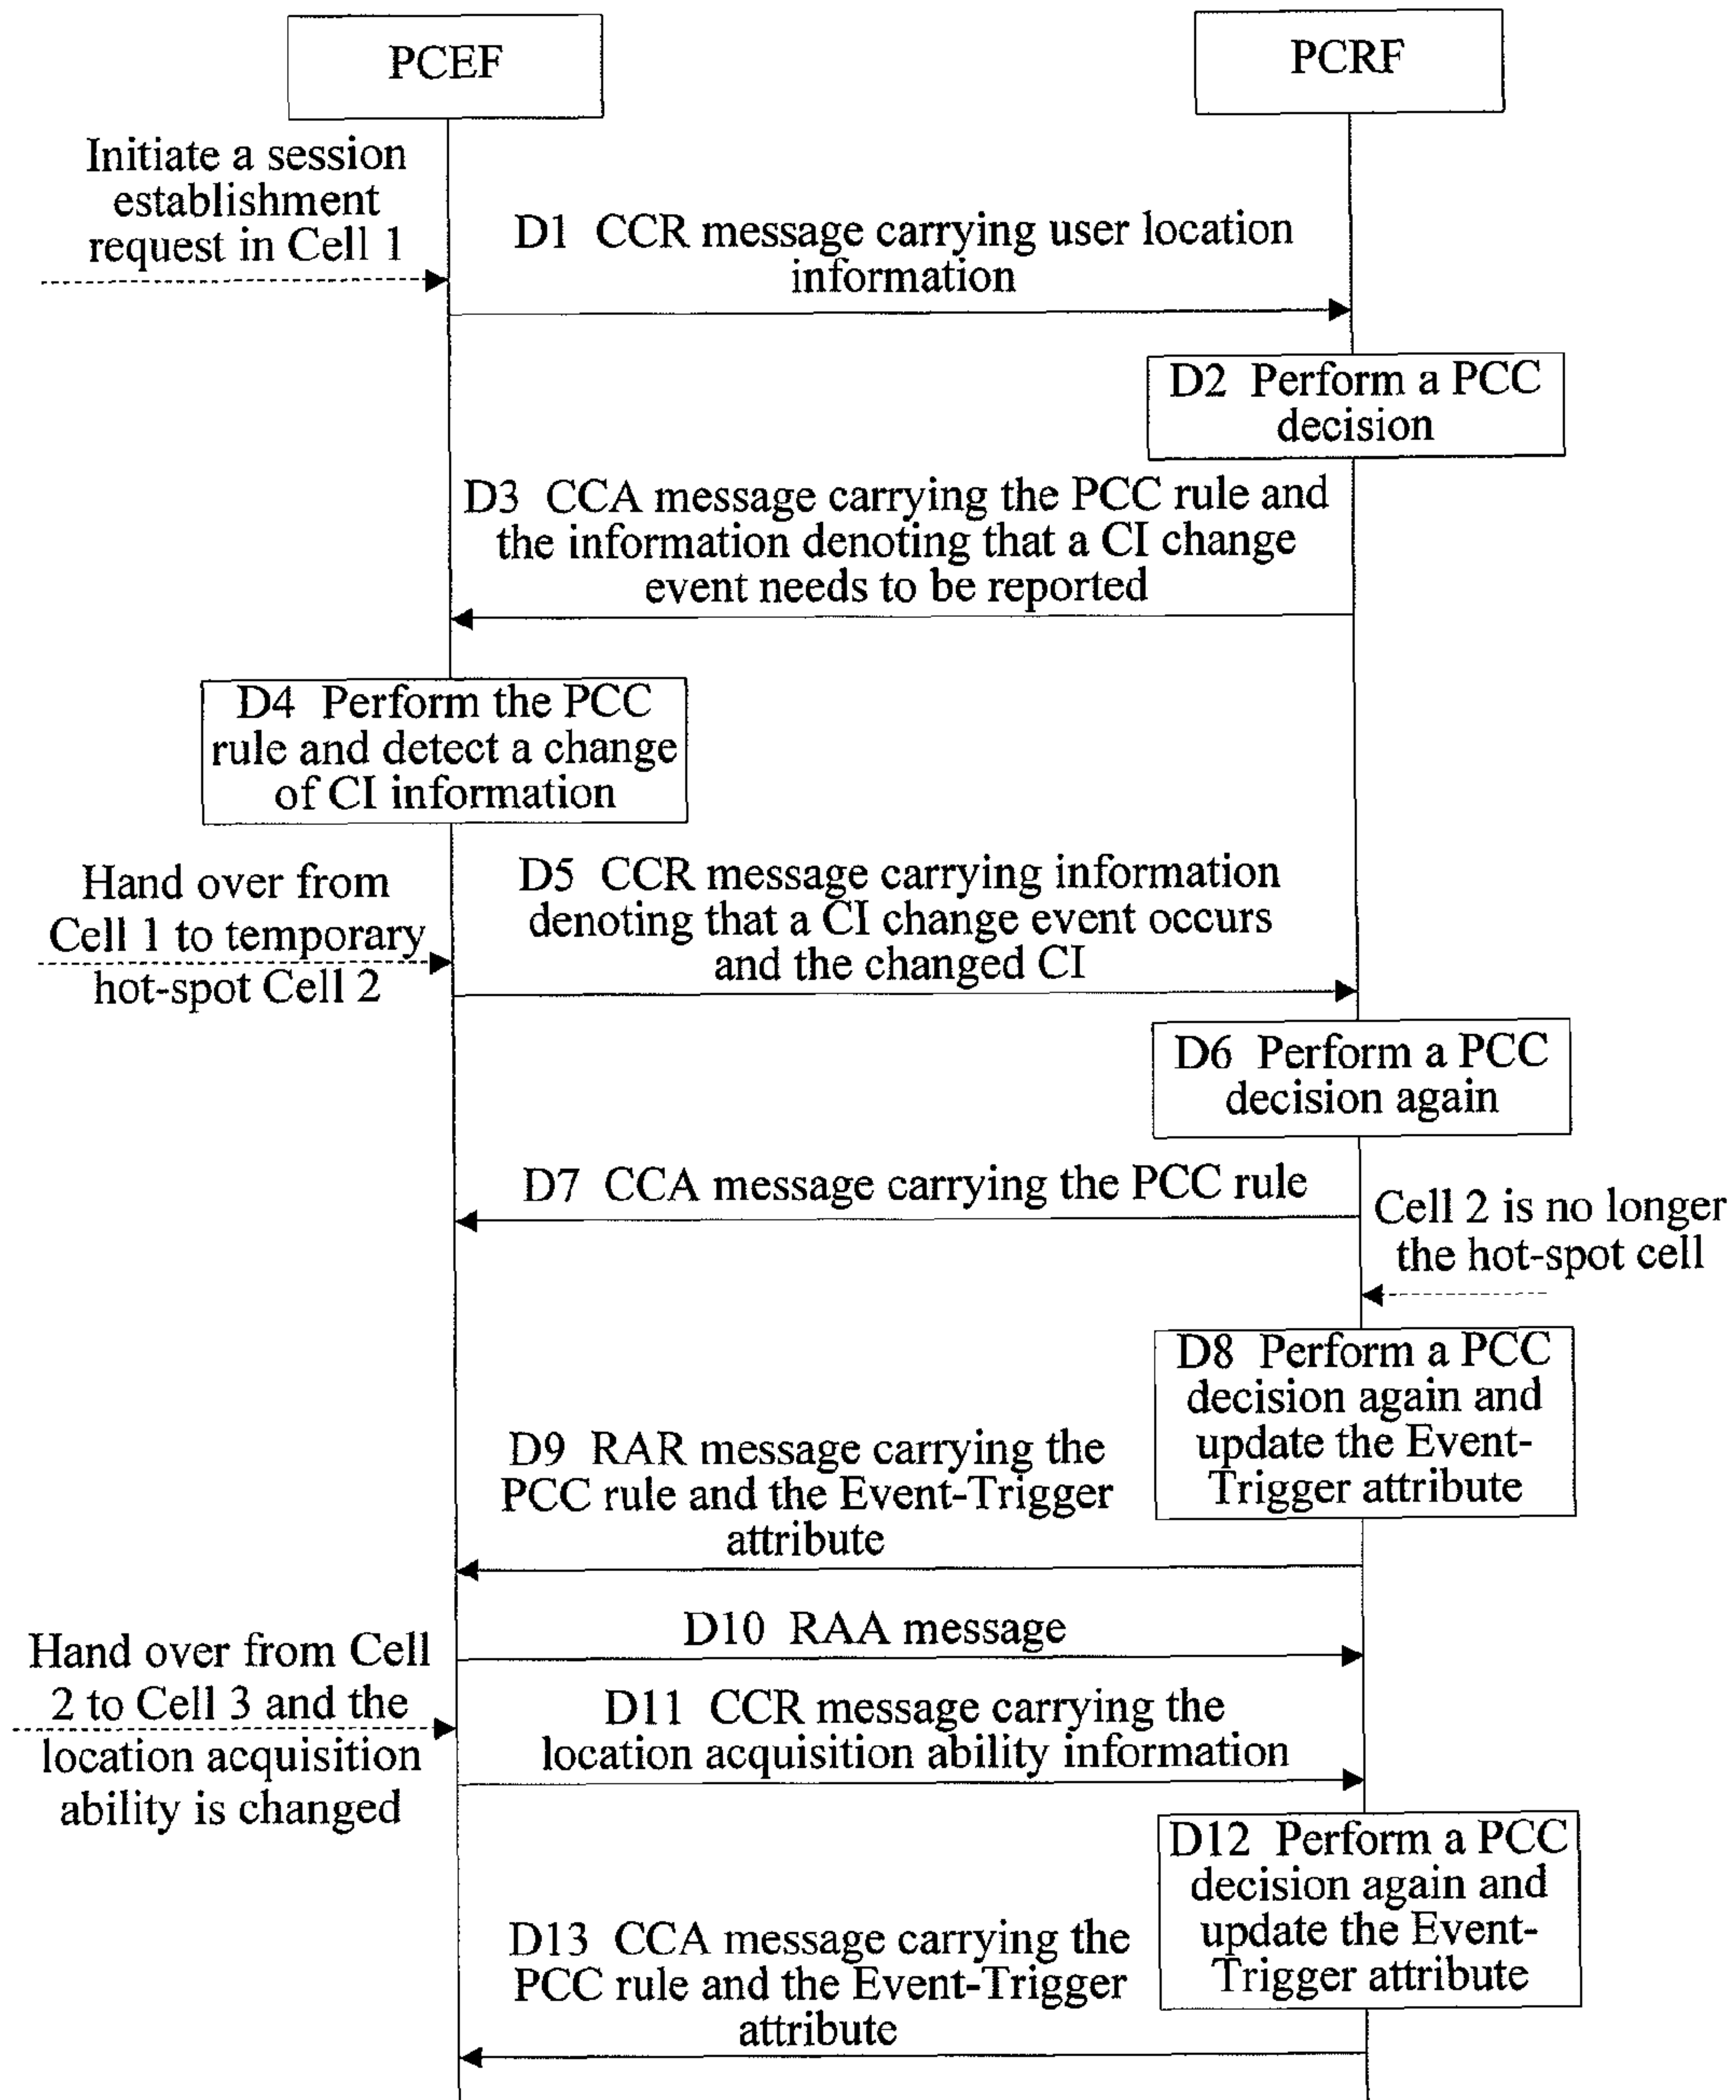 PCEF
PCRF
Initiate a session
establishment
request in Cell 1
D1 CCR message carrying user location
information
D2 Perform a PCC
decision
D3 CCA message carrying the PCC rule and
the information denoting that a CI change
event needs to be reported
D4 Perform the PCC
rule and detect a change
of CI information
Hand over from
Cell 1 to temporary
hot-spot Cell 2
D5 CCR message carrying information
denoting that a CI change event occurs
and the changed CI
D6 Perform a PCC
decision again
D7 CCA message carrying the PCC rule
Cell 2 is no longer
the hot-spot cell
D8 Perform a PCC
decision again and
update the Event-
Trigger attribute
D9 RAR message carrying the
PCC rule and the Event-Trigger
attribute
D10 RAA message
Hand over from Cell
2 to Cell 3 and the
location acquisition
ability is changed
D11 CCR message carrying the
location acquisition ability information
D12 Perform a PCC
decision again and
update the Event-
Trigger attribute
D13 CCA message carrying the
PCC rule and the Event-Trigger
attribute